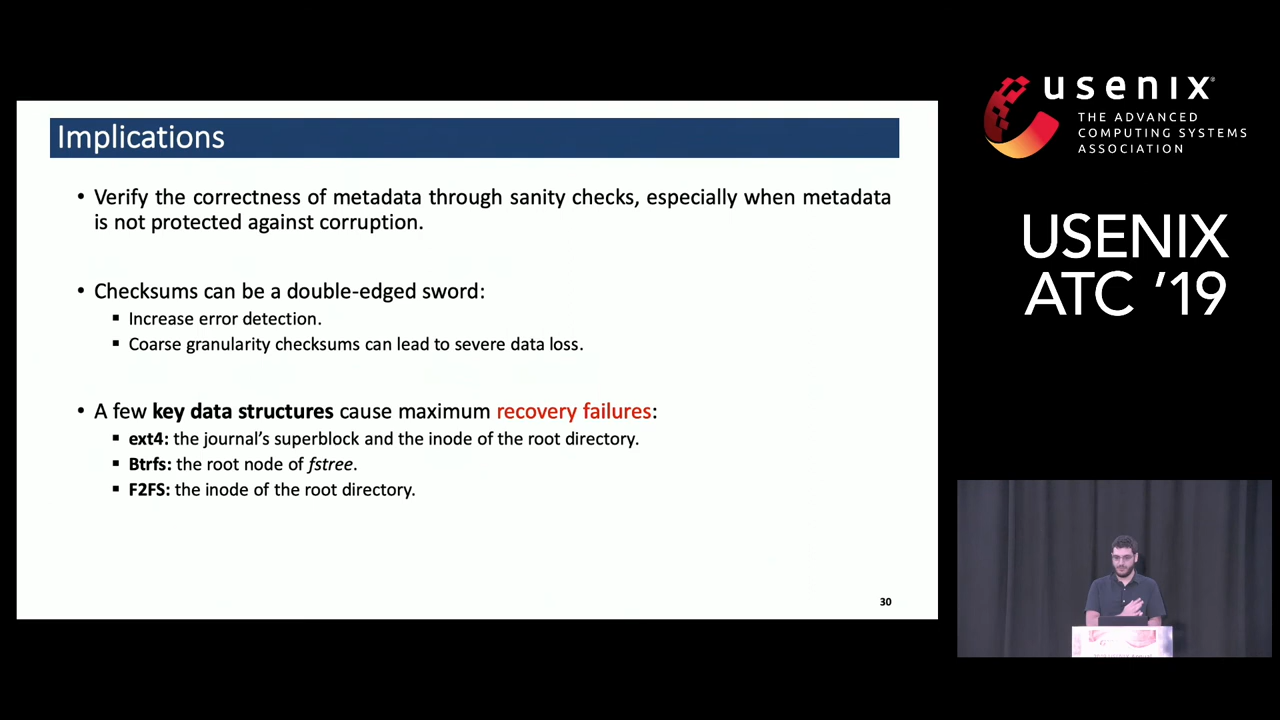 Implications
• Verify the correctness of metadata through sanity checks, especially when metadata
is not protected against corruption.
• Checksums can be a double-edged sword:
▪ Increase error detection.
▪ Coarse granularity checksums can lead to severe data loss.
• A few key data structures cause maximum recovery failures:
▪ ext4: the journal’s superblock and the inode of the root directory.
▪ Btrfs: the root node of fstree.
▪ F2FS: the inode of the root directory.
30
usenix
THE ADVANCED
COMPUTING SYSTEMS
ASSOCIATION
USENIX
ATC ’19